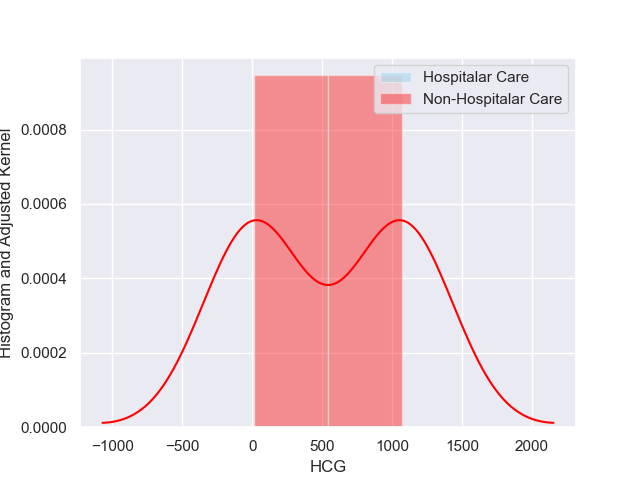 Hospitalar Care
Non-Hospitalar Care
0.0008
0.0006
0.0004
0.0002
0.0000
Histogram and Adjusted Kernel
−1000 −500 0 500 1000 1500 2000
HCG